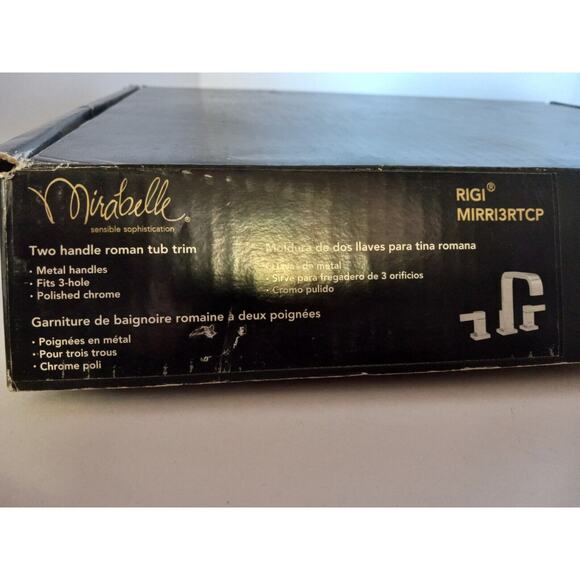 Mirabelle®
sensible sophistication
RIGI®
MIRRI3RTCP
Two handle roman tub trim
• Metal handles
• Fits 3-hole
• Polished chrome
Moldura de dos llaves para tina romana
• Llaves de metal
• Sirve para fregadero de 3 orificios
• Cromo pulido
Garniture de baignoire romaine à deux poignées
• Poignées en métal
• Pour trois trous
• Chrome poli